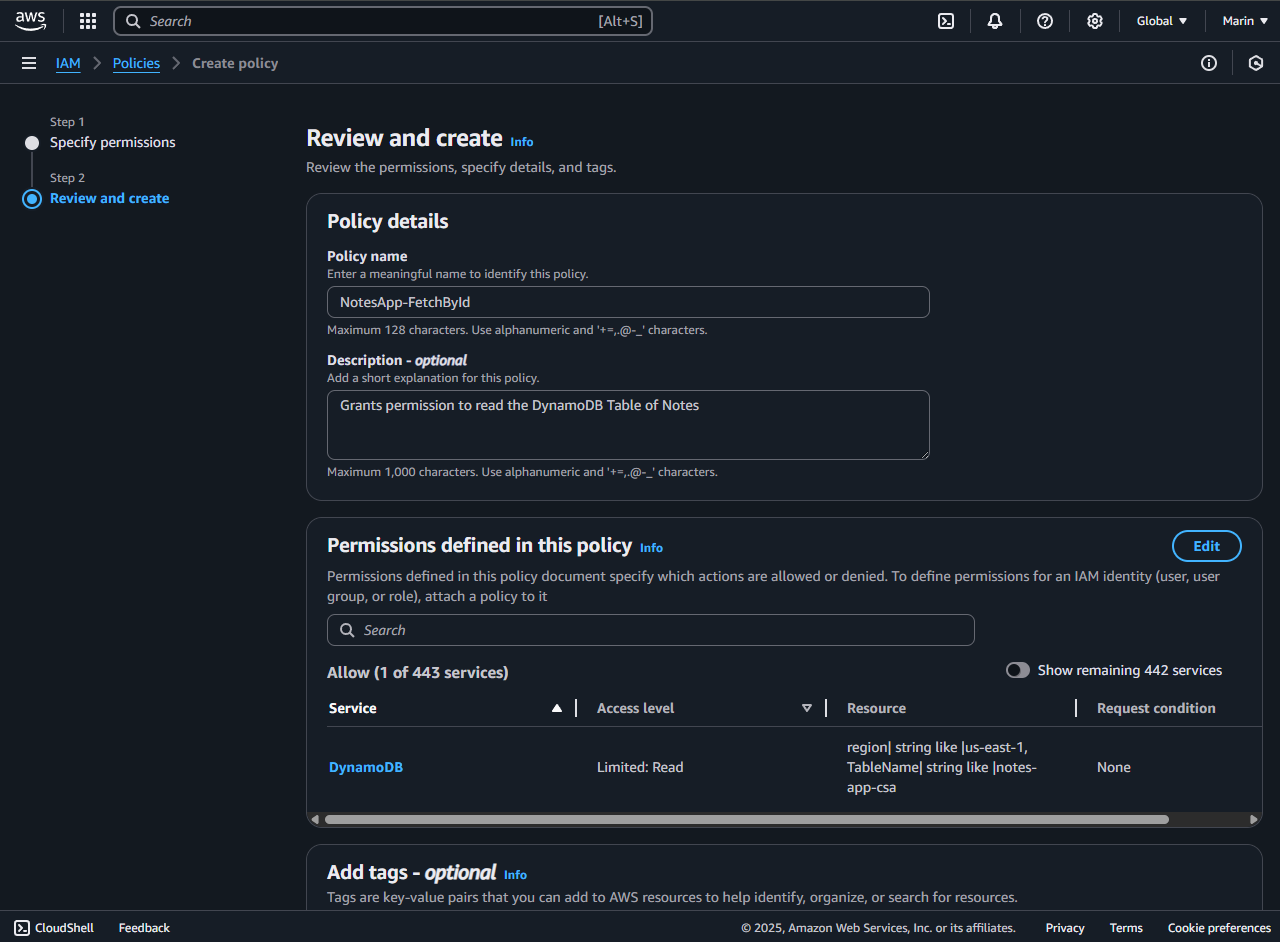 aws
Search [Alt+S]
Global
Marin
IAM
Policies
Create policy
Step 1
Specify permissions
Step 2
Review and create
Review and create Info
Review the permissions, specify details, and tags.
Policy details
Policy name
Enter a meaningful name to identify this policy.
NotesApp-FetchById
Maximum 128 characters. Use alphanumeric and '+=,.@-_' characters.
Description - optional
Add a short explanation for this policy.
Grants permission to read the DynamoDB Table of Notes
Maximum 1,000 characters. Use alphanumeric and '+=,.@-_' characters.
Permissions defined in this policy Info
Edit
Permissions defined in this policy document specify which actions are allowed or denied. To define permissions for an IAM identity (user, user
group, or role), attach a policy to it
Search
Allow (1 of 443 services)
Show remaining 442 services
Service
Access level
Resource
Request condition
DynamoDB
Limited: Read
region| string like |us-east-1,
TableName| string like |notes-
app-csa
None
Add tags - optional Info
Tags are key-value pairs that you can add to AWS resources to help identify, organize, or search for resources.
CloudShell
Feedback
© 2025, Amazon Web Services, Inc. or its affiliates.
Privacy
Terms
Cookie preferences